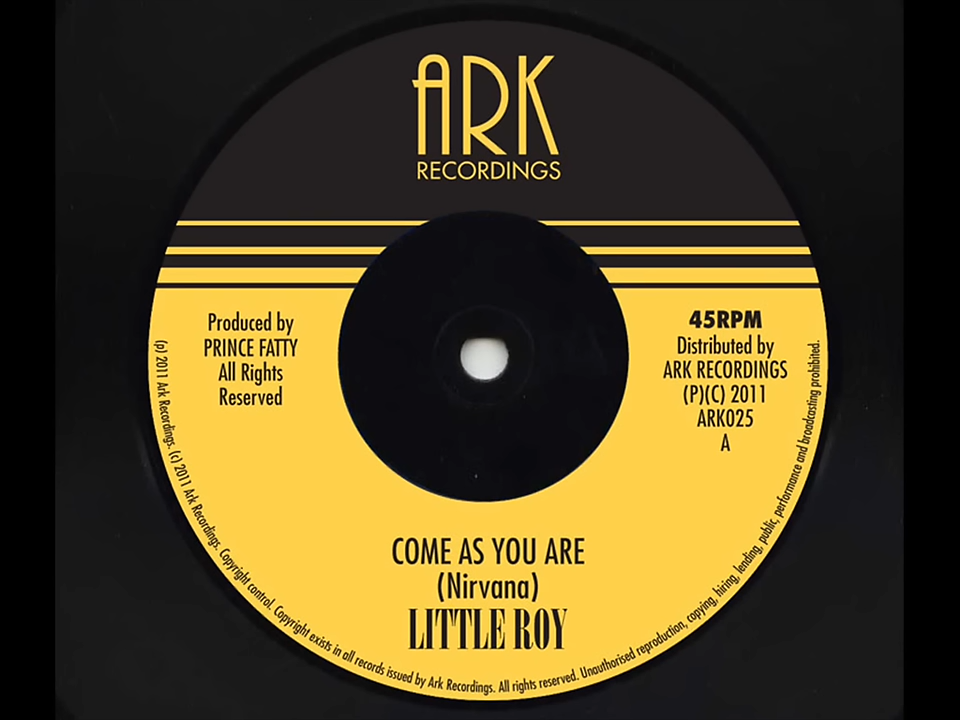 ARK
RECORDINGS
Produced by
PRINCE FATTY
All Rights
Reserved
45RPM
Distributed by
ARK RECORDINGS
(P)(C) 2011
ARK025
A
COME AS YOU ARE
(Nirvana)
LITTLE ROY
(p) 2011 Ark Recordings. (c) 2011 Ark Recordings. Copyright control. Copyright exists in all records issued by Ark Recordings. All rights reserved. Unauthorised reproduction, copying, hiring, lending, public, performance and broadcasting prohibited.